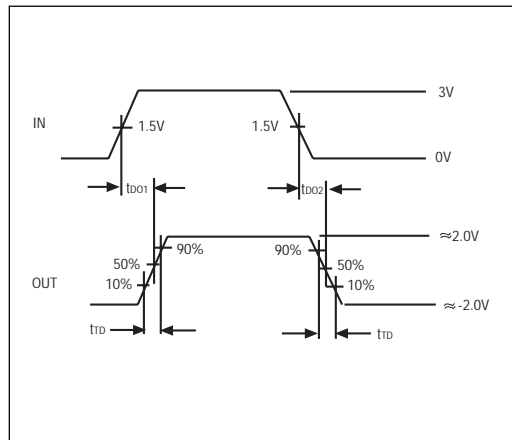 3V
IN
1.5V
1.5V
0V
tDO1
tDO2
≈2.0V
90%
90%
50%
50%
OUT
10%
10%
≈-2.0V
tTD
tTD